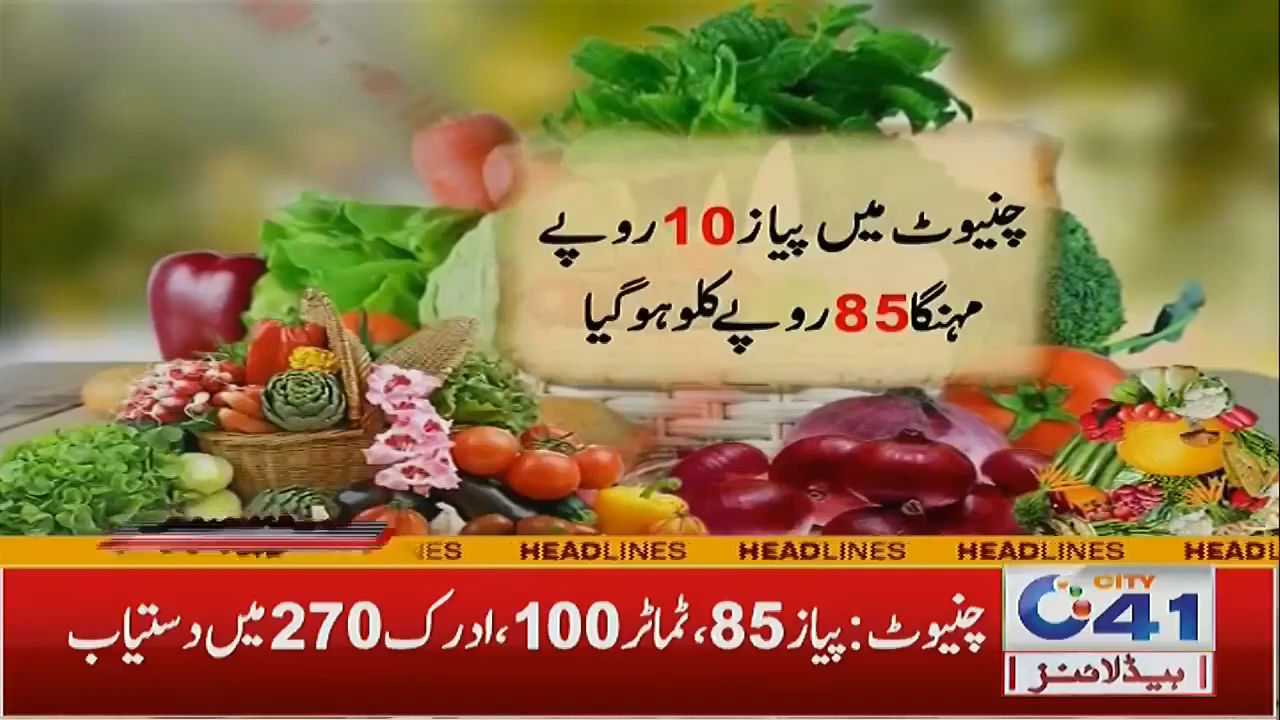 چنیوٹ میں پیاز 10 روپے
مہنگا 85 روپے کلو ہو گیا
IES HEADLINES HEADLINES HEADLINES HEADL
چنیوٹ: پیاز 85، ٹماٹر 100، ادرک 270 میں دستیاب
CITY
41
ہیڈلائنز